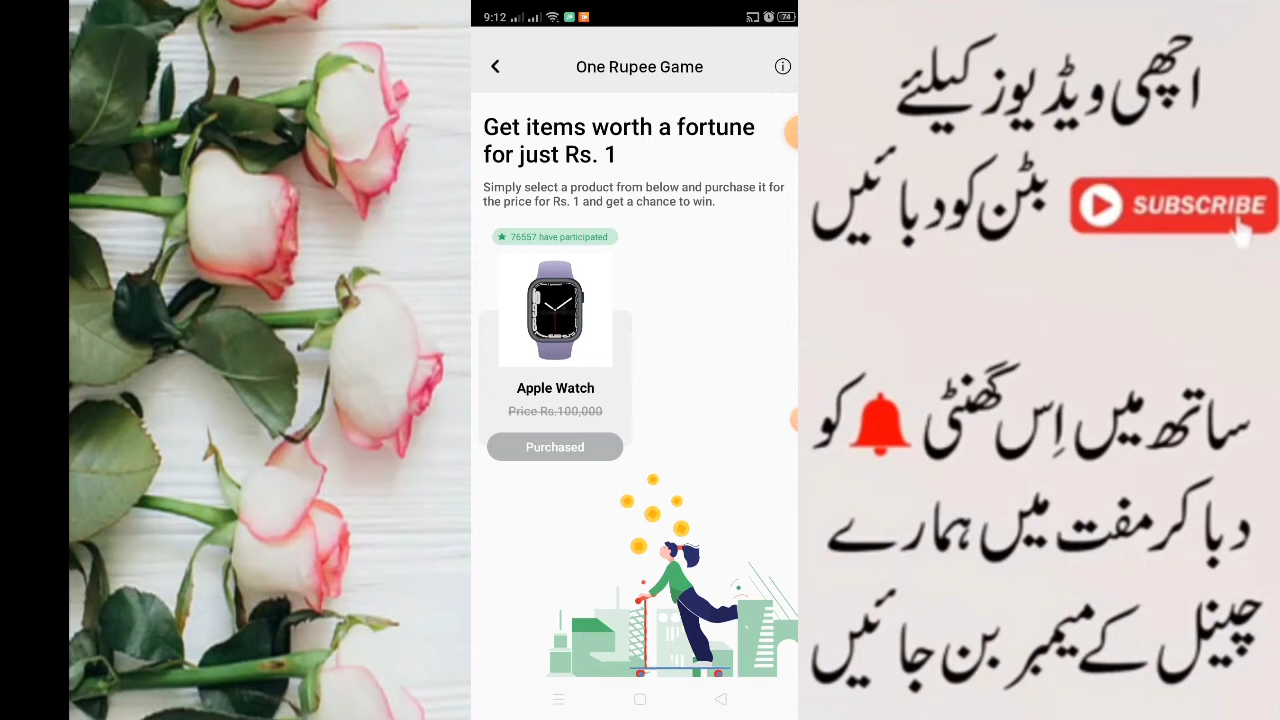 9:12
74
One Rupee Game
Get items worth a fortune
for just Rs. 1
Simply select a product from below and purchase it for
the price for Rs. 1 and get a chance to win.
76557 have participated
Apple Watch
Price Rs.100,000
Purchased
اچھی ویڈیوز کیلئے
بٹن کو دبائیں
SUBSCRIBE
ساتھ میں اِس گھنٹی کو
دبا کر مفت میں ہمارے
چینل کے میمبر بن جائیں